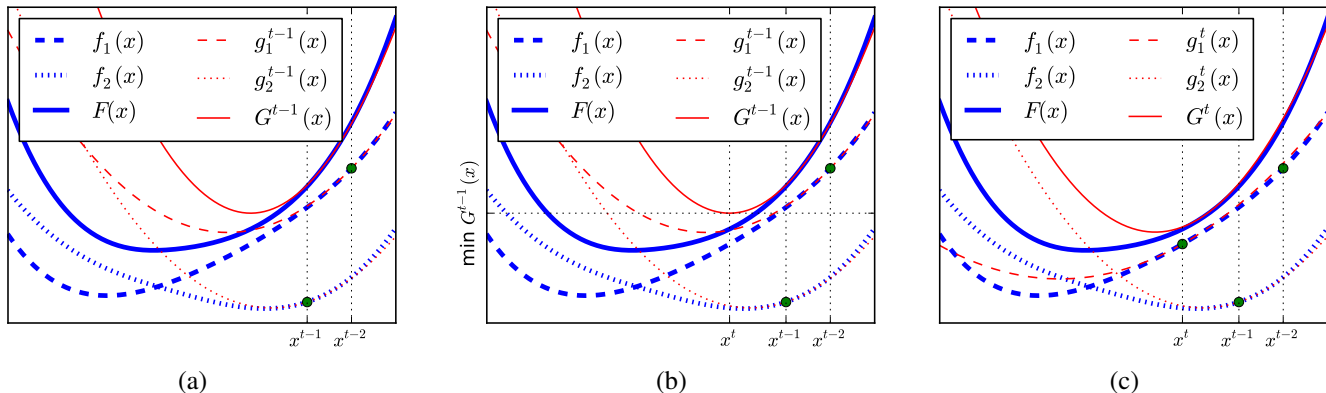 f₁(x) g₁ᵗ⁻¹(x)
f₂(x) g₂ᵗ⁻¹(x)
F(x) Gᵗ⁻¹(x)
xᵗ⁻¹ xᵗ⁻²
(a)
f₁(x) g₁ᵗ⁻¹(x)
f₂(x) g₂ᵗ⁻¹(x)
F(x) Gᵗ⁻¹(x)
min Gᵗ⁻¹(x)
xᵗ xᵗ⁻¹ xᵗ⁻²
(b)
f₁(x) g₁ᵗ(x)
f₂(x) g₂ᵗ(x)
F(x) Gᵗ(x)
xᵗ xᵗ⁻¹ xᵗ⁻²
(c)